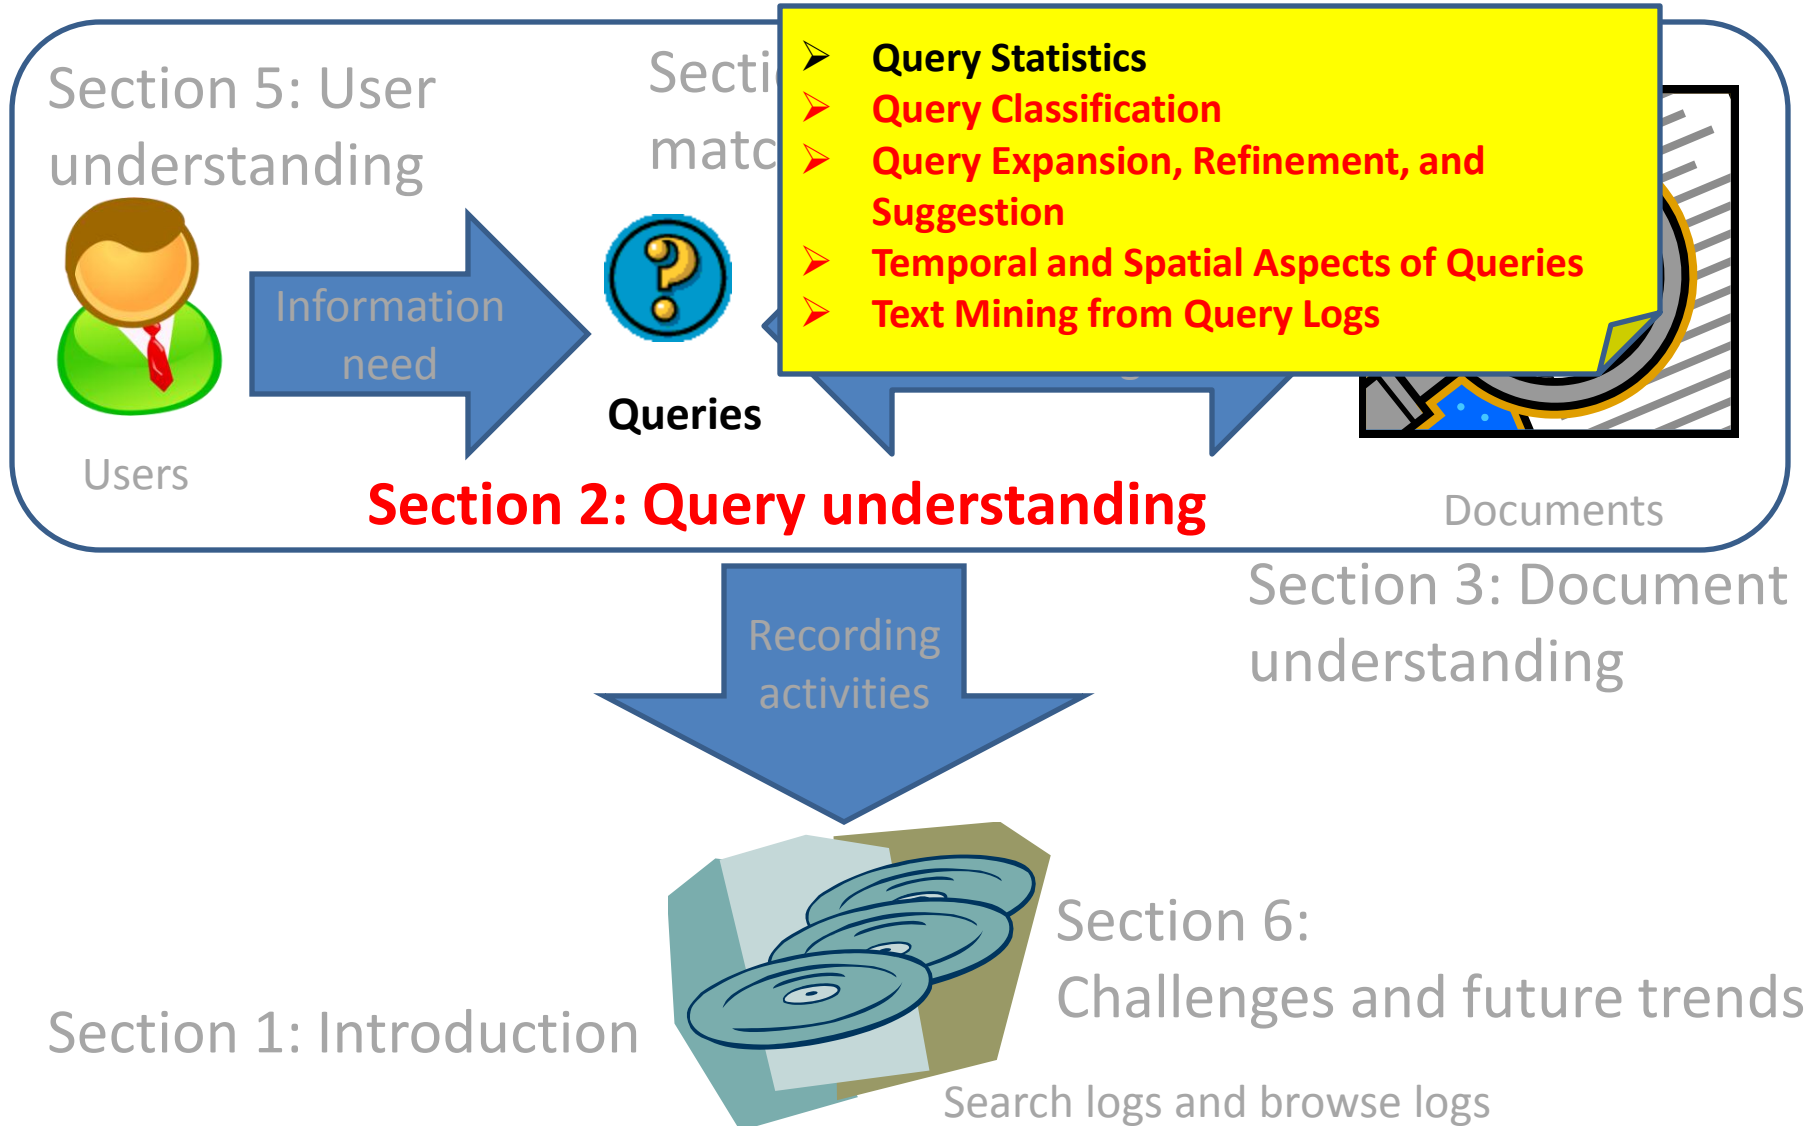 Section 5: User
understanding
Query Statistics
Query Classification
Query Expansion, Refinement, and
Suggestion
Temporal and Spatial Aspects of Queries
Text Mining from Query Logs
Information
need
Queries
Users
Section 2: Query understanding
Documents
Section 3: Document
understanding
Recording
activities
Section 6:
Challenges and future trends
Section 1: Introduction
Search logs and browse logs